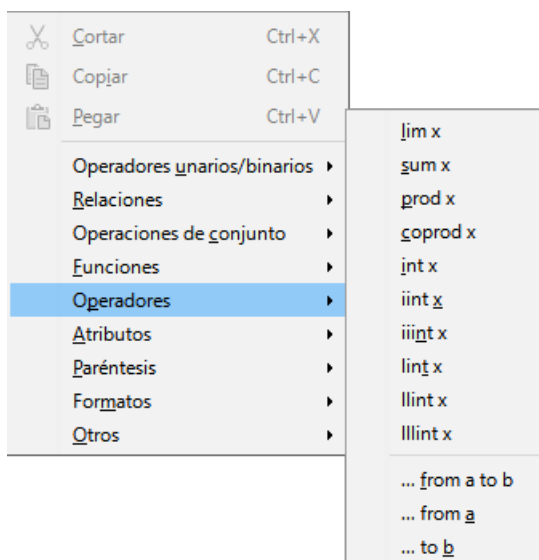 Cortar Ctrl+X
Copiar Ctrl+C
Pegar Ctrl+V
Operadores unarios/binarios
Relaciones
Operaciones de conjunto
Funciones
Operadores
Atributos
Paréntesis
Formatos
Otros
lim x
sum x
prod x
coprod x
int x
iint x
iiint x
lint x
llint x
lllint x
... from a to b
... from a
... to b